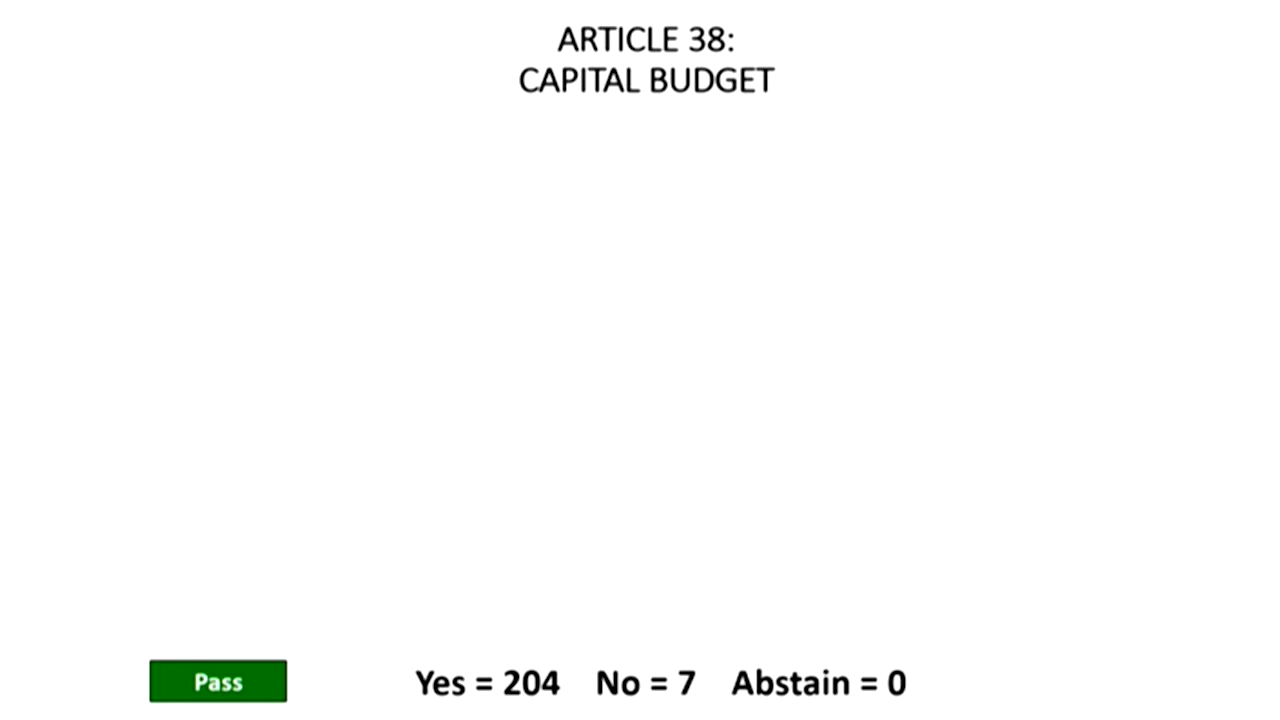 ARTICLE 38:
CAPITAL BUDGET
Pass
Yes = 204 No = 7 Abstain = 0